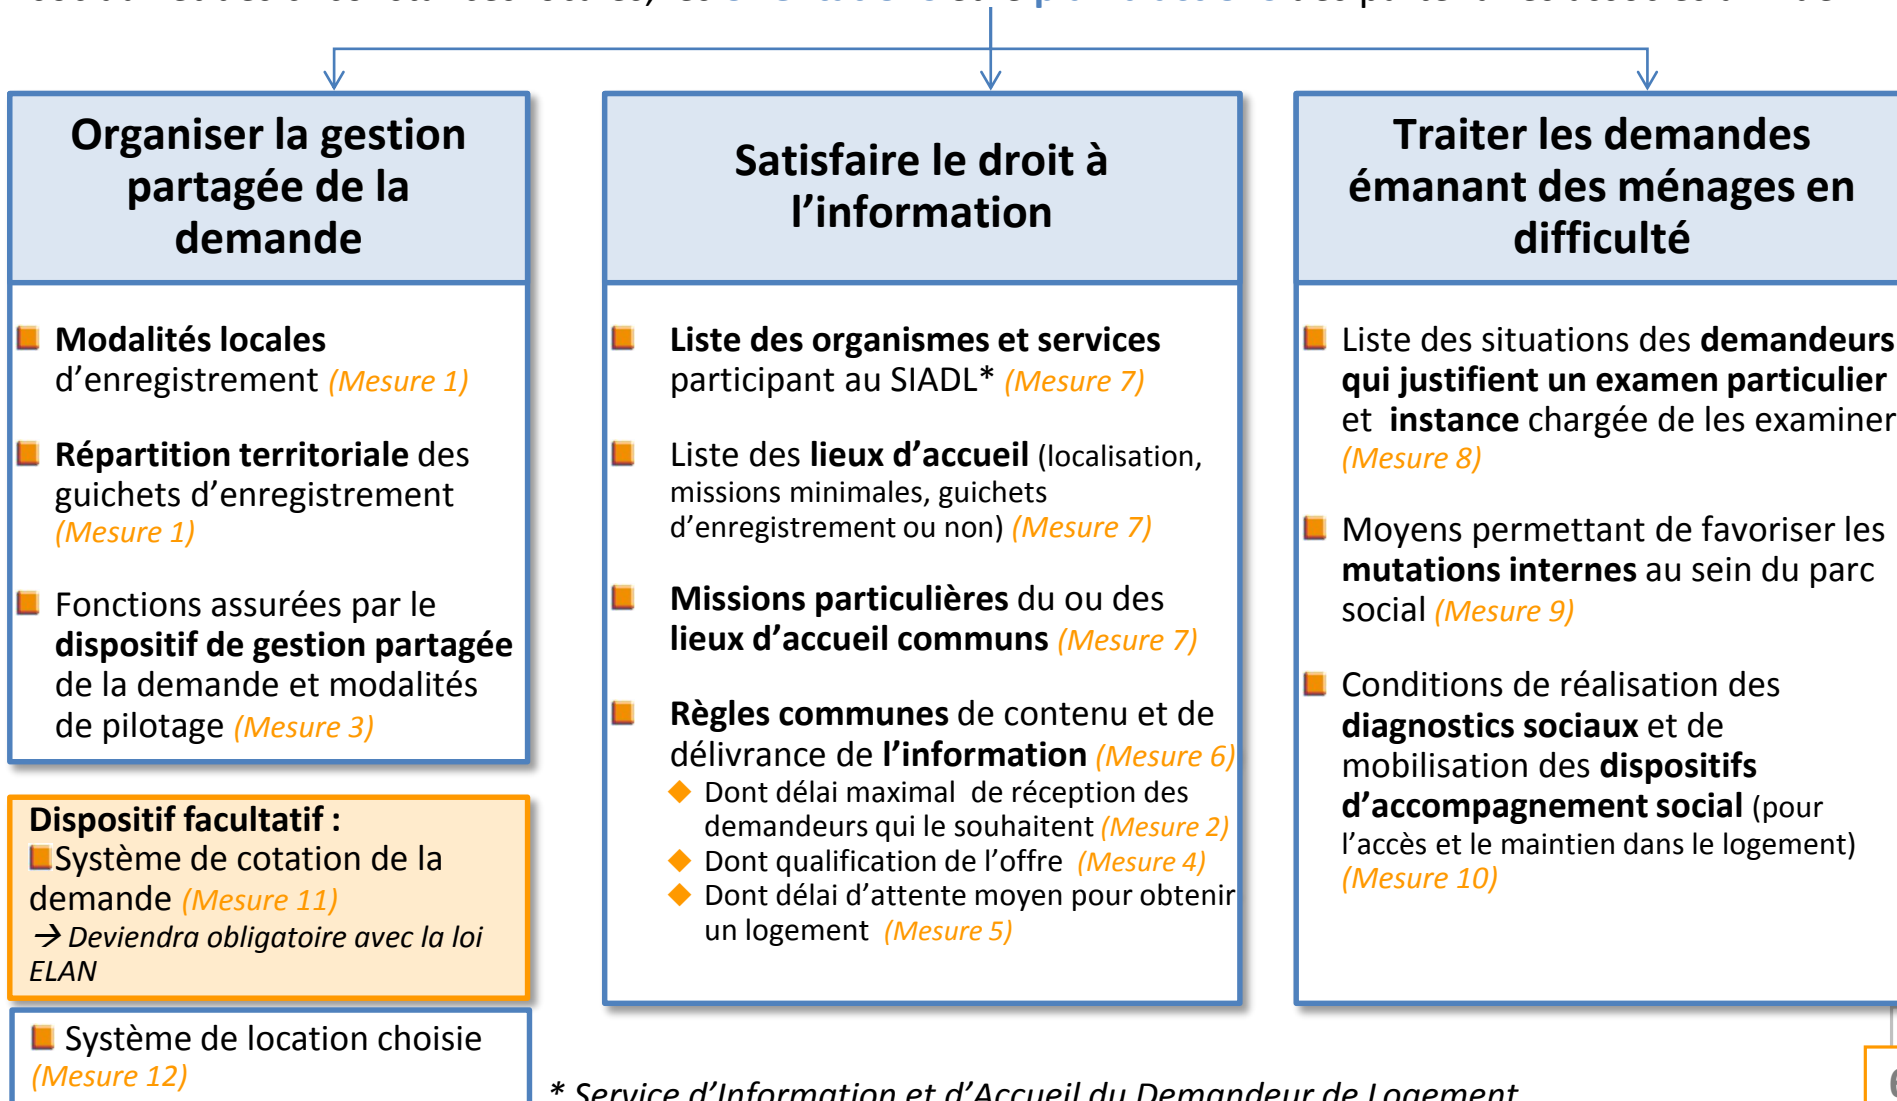 Organiser la gestion
partagée de la
demande
Modalités locales
d'enregistrement (Mesure 1)
Répartition territoriale des
guichets d'enregistrement
(Mesure 1)
Fonctions assurées par le
dispositif de gestion partagée
de la demande et modalités
de pilotage (Mesure 3)
Dispositif facultatif :
Système de cotation de la
demande (Mesure 11)
→ Deviendra obligatoire avec la loi
ELAN
Système de location choisie
(Mesure 12)
Satisfaire le droit à
l'information
Liste des organismes et services
participant au SIADL* (Mesure 7)
Liste des lieux d'accueil (localisation,
missions minimales, guichets
d'enregistrement ou non) (Mesure 7)
Missions particulières du ou des
lieux d'accueil communs (Mesure 7)
Règles communes de contenu et de
délivrance de l'information (Mesure 6)
Dont délai maximal  de réception des
demandeurs qui le souhaitent (Mesure 2)
Dont qualification de l'offre  (Mesure 4)
Dont délai d'attente moyen pour obtenir
un logement  (Mesure 5)
Traiter les demandes
émanant des ménages en
difficulté
Liste des situations des demandeurs
qui justifient un examen particulier
et  instance chargée de les examiner
(Mesure 8)
Moyens permettant de favoriser les
mutations internes au sein du parc
social (Mesure 9)
Conditions de réalisation des
diagnostics sociaux et de
mobilisation des dispositifs
d'accompagnement social (pour
l'accès et le maintien dans le logement)
(Mesure 10)
* Service d'Information et d'Accueil du Demandeur de Logement